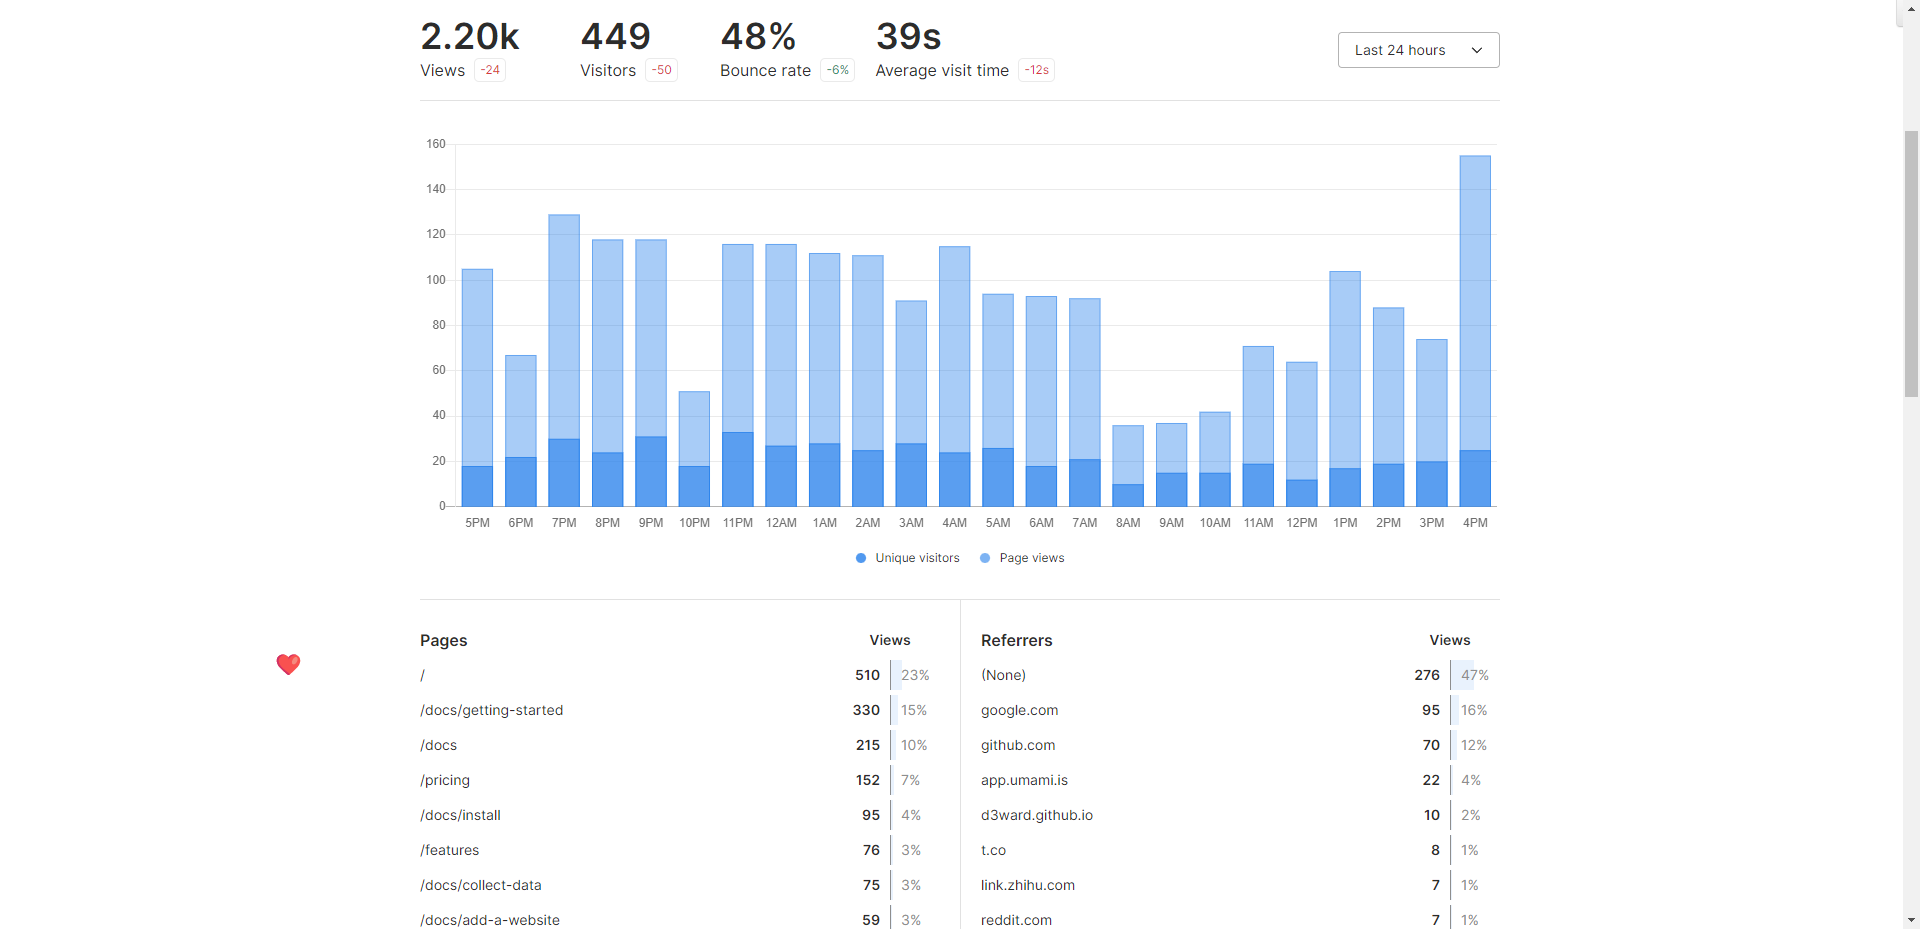 2.20k 449 48% 39s
Views -24 Visitors -50 Bounce rate -6% Average visit time -12s
Last 24 hours
160
140
120
100
80
60
40
20
0
5PM 6PM 7PM 8PM 9PM 10PM 11PM 12AM 1AM 2AM 3AM 4AM 5AM 6AM 7AM 8AM 9AM 10AM 11AM 12PM 1PM 2PM 3PM 4PM
Unique visitors Page views
Pages Views
/ 510 23%
/docs/getting-started 330 15%
/docs 215 10%
/pricing 152 7%
/docs/install 95 4%
/features 76 3%
/docs/collect-data 75 3%
/docs/add-a-website 59 3%
Referrers Views
(None) 276 47%
google.com 95 16%
github.com 70 12%
app.umami.is 22 4%
d3ward.github.io 10 2%
t.co 8 1%
link.zhihu.com 7 1%
reddit.com 7 1%